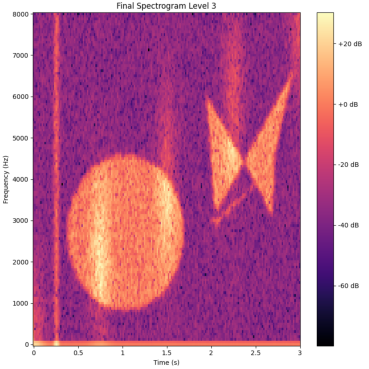 Final Spectrogram Level 3
Frequency (Hz)
8000
7000
6000
5000
4000
3000
2000
1000
0
0
0.5
1
1.5
2
2.5
3
Time (s)
+20 dB
+0 dB
-20 dB
-40 dB
-60 dB